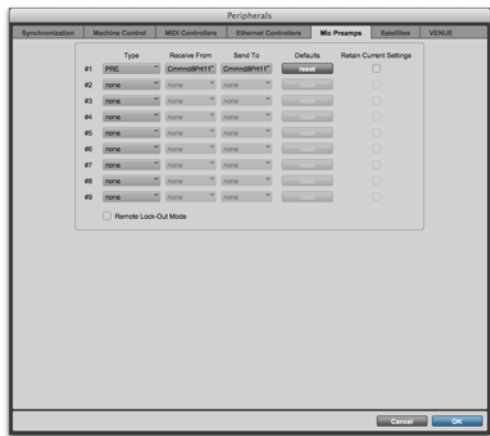 Peripherals
Synchronization Machine Control MIDI Controllers Ethernet Controllers Mic Preamps Satellites VENUE
Type Receive From Send To Defaults Retain Current Settings
#1 PRE Cmmnd8Prt11 Cmmnd8Prt11 reset
#2 none none none reset
#3 none none none reset
#4 none none none reset
#5 none none none reset
#6 none none none reset
#7 none none none reset
#8 none none none reset
#9 none none none reset
Remote Lock-Out Mode
Cancel OK